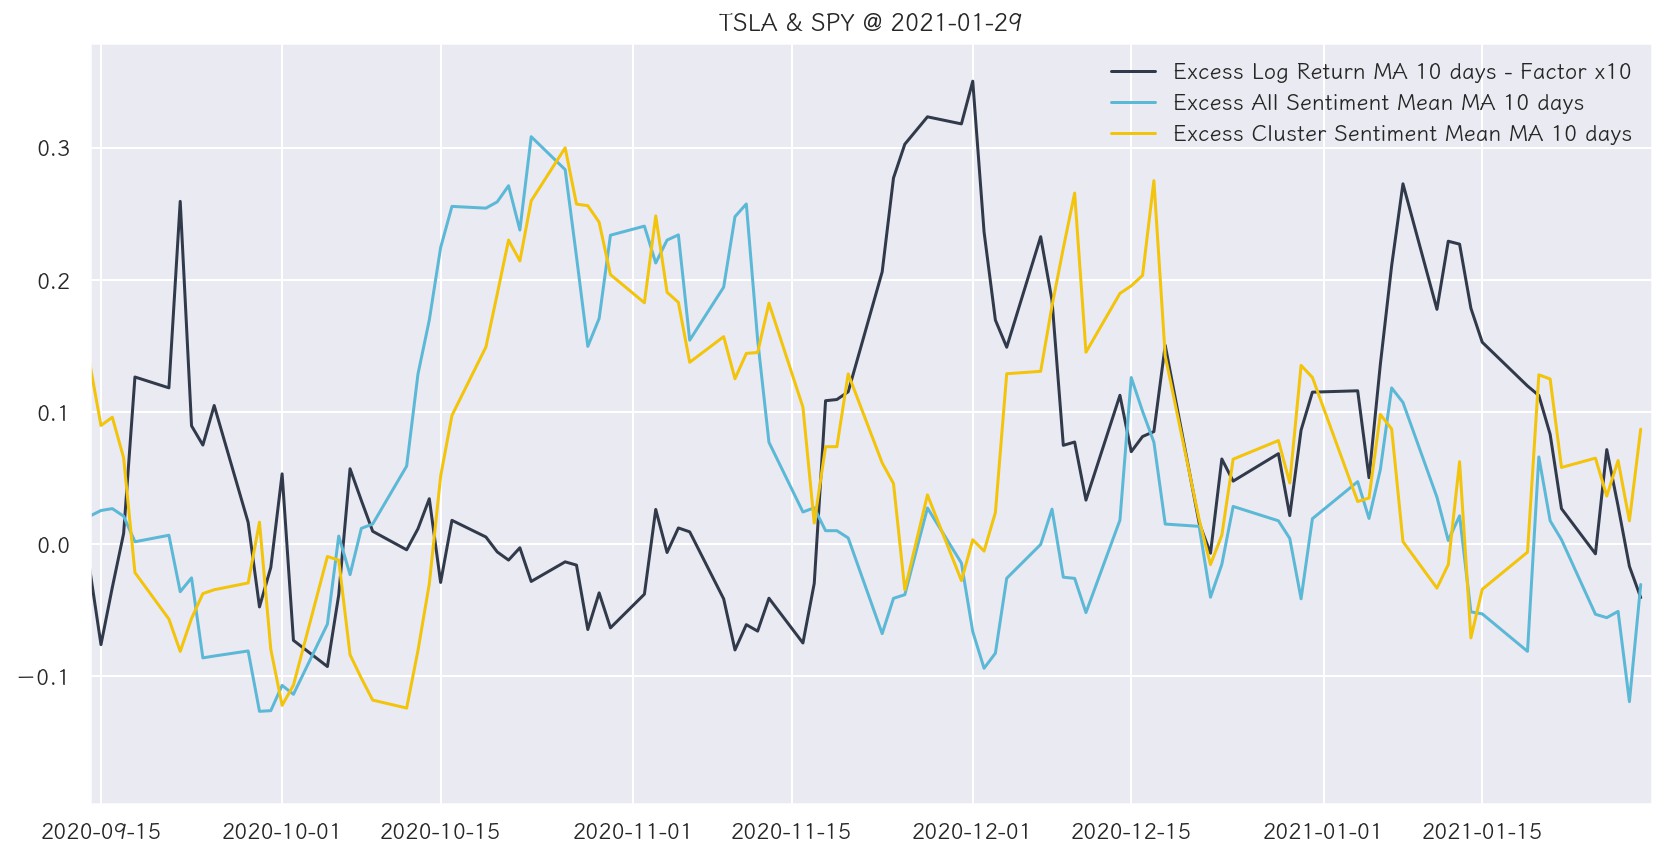 TSLA & SPY @ 2021-01-29
Excess Log Return MA 10 days - Factor x10
Excess All Sentiment Mean MA 10 days
Excess Cluster Sentiment Mean MA 10 days
0.3
0.2
0.1
0.0
−0.1
2020-09-15 2020-10-01 2020-10-15 2020-11-01 2020-11-15 2020-12-01 2020-12-15 2021-01-01 2021-01-15